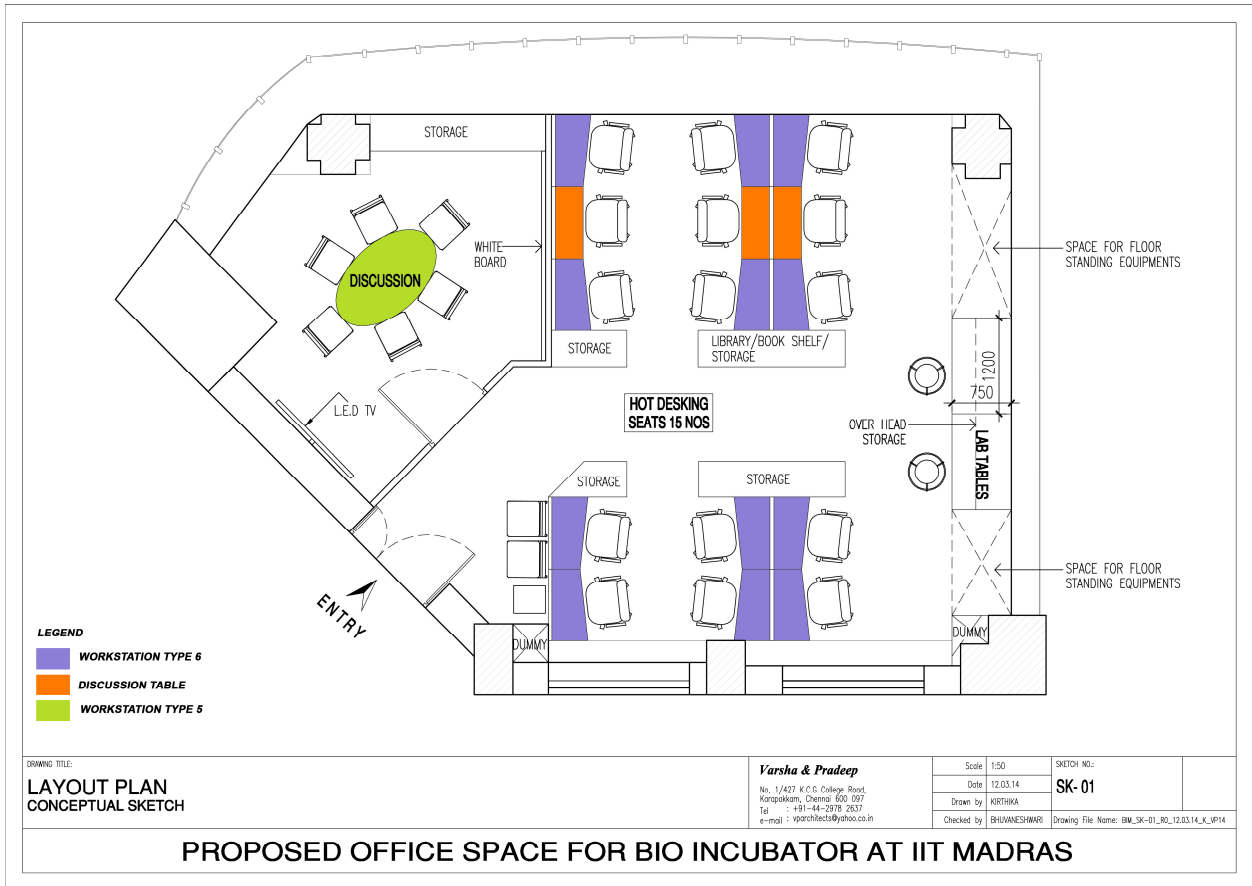 STORAGE
WHITE
BOARD
DISCUSSION
SPACE FOR FLOOR
STANDING EQUIPMENTS
STORAGE
LIBRARY/BOOK SHELF/
STORAGE
1200
750
L.E.D TV
HOT DESKING
SEATS 15 NOS
OVER HEAD
STORAGE
LAB TABLES
STORAGE
STORAGE
SPACE FOR FLOOR
STANDING EQUIPMENTS
ENTRY
DUMMY
DUMMY
LEGEND
WORKSTATION TYPE 6
DISCUSSION TABLE
WORKSTATION TYPE 5
DRAWING TITLE:
LAYOUT PLAN
CONCEPTUAL SKETCH
Varsha & Pradeep
No, 1/427 K.C.G College Road,
Karapakkam, Chennai 600 097
Tel : +91-44-2978 2637
e-mail : vparchitects@yahoo.co.in
Scale 1:50
Date 12.03.14
Drawn by KIRTHIKA
Checked by BHUVANESHWARI
SKETCH NO.:
SK- 01
Drawing File Name: BIM_SK-01_R0_12.03.14_K_VP14
PROPOSED OFFICE SPACE FOR BIO INCUBATOR AT IIT MADRAS